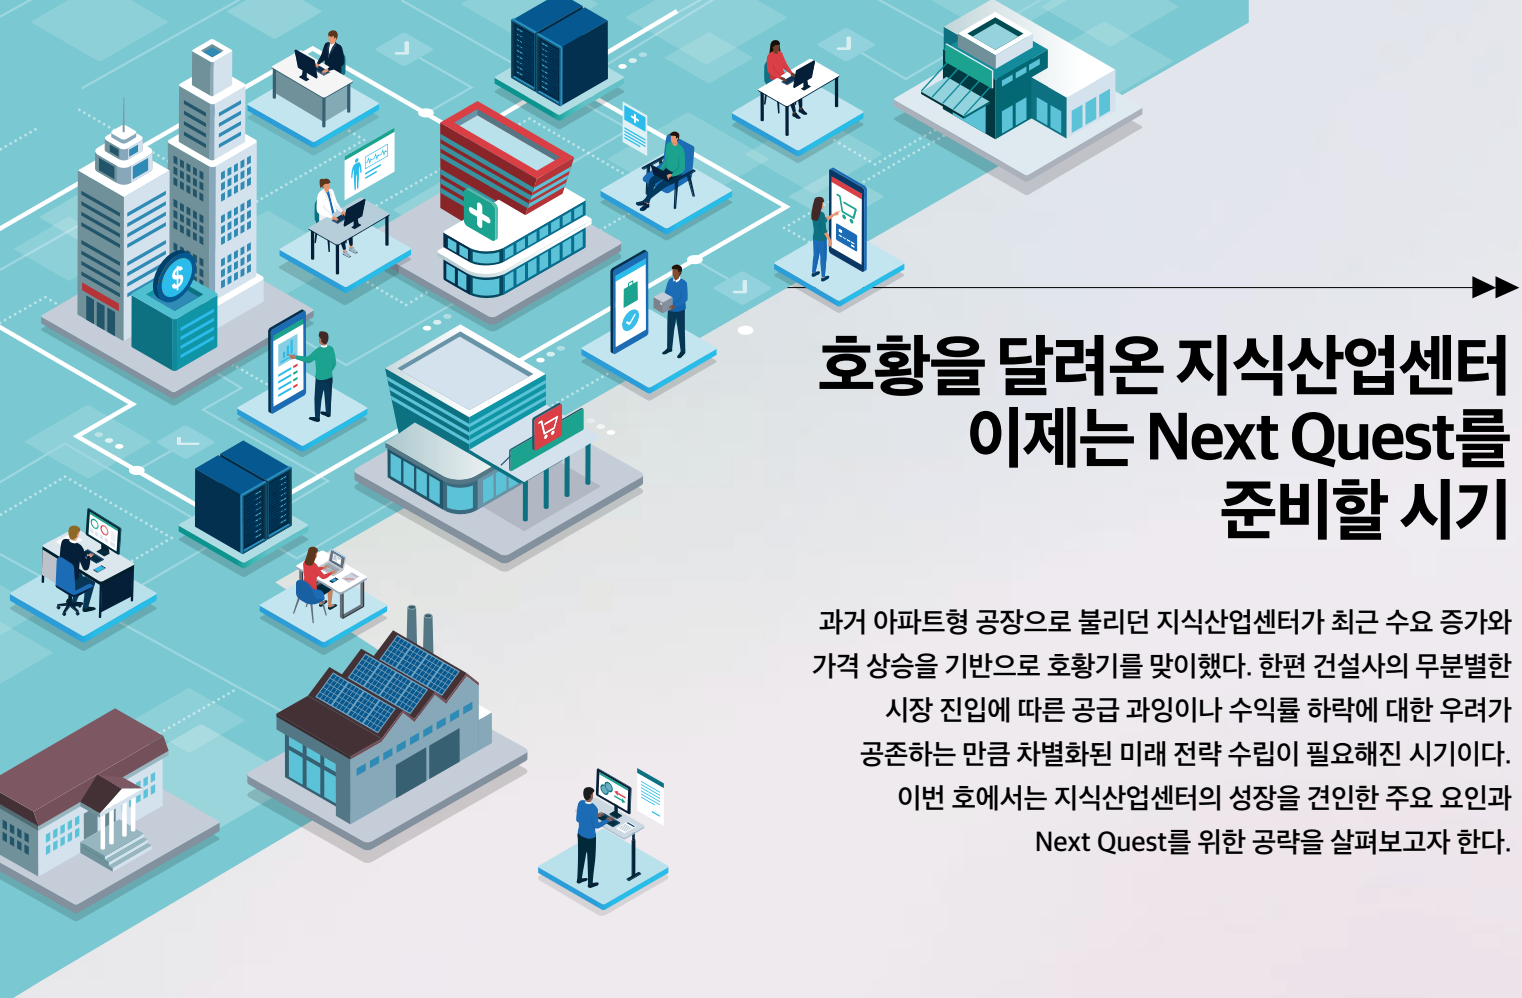 호황을 달려온 지식산업센터
이제는 Next Quest를
준비할 시기
과거 아파트형 공장으로 불리던 지식산업센터가 최근 수요 증가와
가격 상승을 기반으로 호황기를 맞이했다. 한편 건설사의 무분별한
시장 진입에 따른 공급 과잉이나 수익률 하락에 대한 우려가
공존하는 만큼 차별화된 미래 전략 수립이 필요해진 시기이다.
이번 호에서는 지식산업센터의 성장을 견인한 주요 요인과
Next Quest를 위한 공략을 살펴보고자 한다.